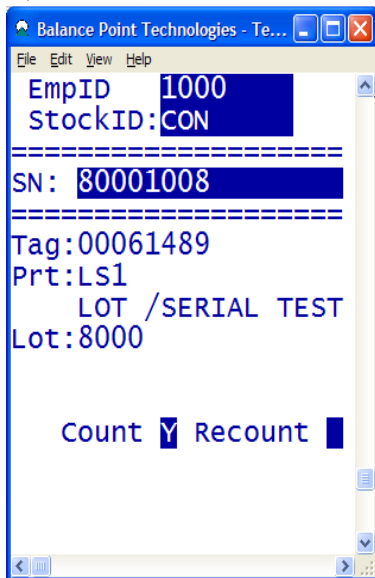 Balance Point Technologies - Te...
File Edit View Help
EmpID 1000
StockID:CON
=====================
SN: 80001008
=====================
Tag:00061489
Prt:LS1
LOT /SERIAL TEST
Lot:8000
Count Y Recount